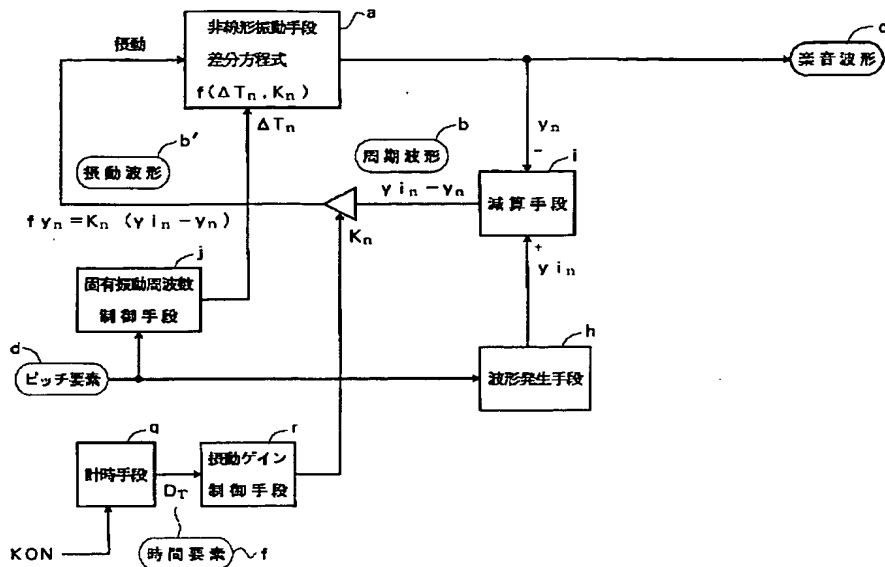 a
非線形振動手段
差分方程式
f(ΔTn, Kn)
摂動
c
楽音波形
ΔTn
yn
−
b'
摂動波形
b
周期波形
i
減算手段
yin−yn
fyn=Kn (yin−yn)
Kn
+
yin
j
固有振動周波数
制御手段
h
波形発生手段
d
ピッチ要素
q
計時手段
r
摂動ゲイン
制御手段
DT
KON
時間要素
f